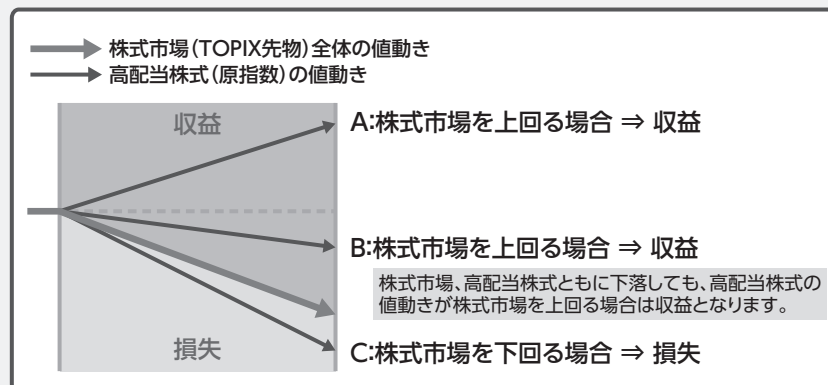 株式市場(TOPIX先物)全体の値動き
高配当株式(原指数)の値動き
収益
A:株式市場を上回る場合 ⇒ 収益
B:株式市場を上回る場合 ⇒ 収益
株式市場、高配当株式ともに下落しても、高配当株式の
値動きが株式市場を上回る場合は収益となります。
損失
C:株式市場を下回る場合 ⇒ 損失